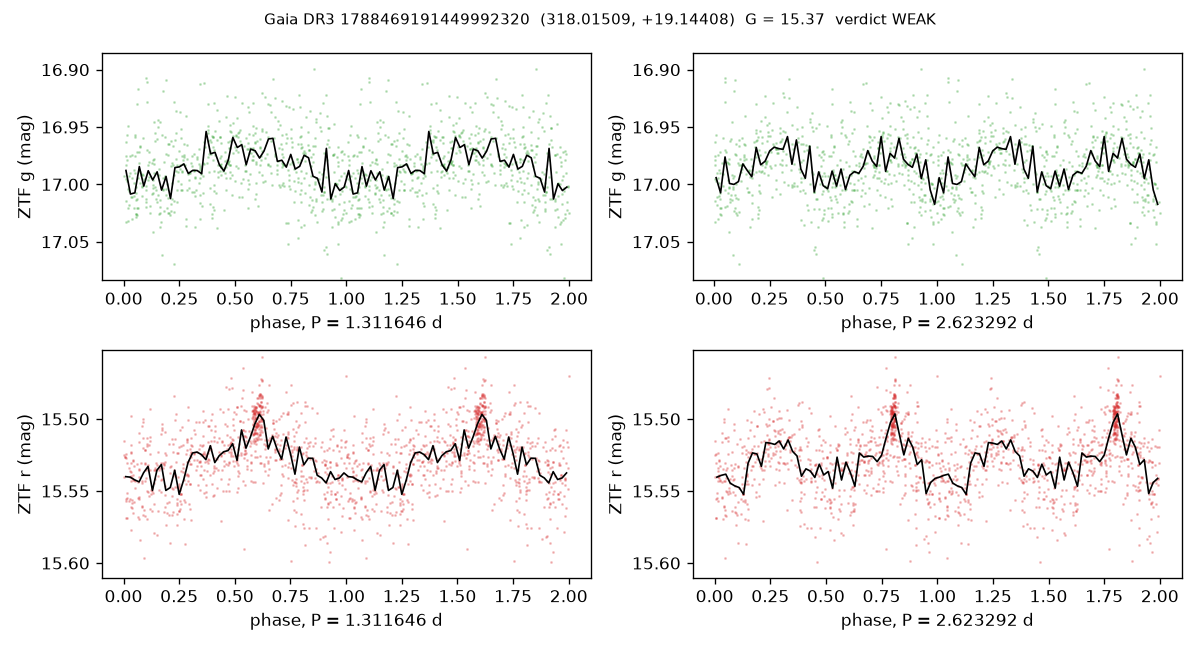 Gaia DR3 1788469191449992320  (318.01509, +19.14408)  G = 15.37  verdict WEAK
ZTF g (mag)
16.90
16.95
17.00
17.05
0.00 0.25 0.50 0.75 1.00 1.25 1.50 1.75 2.00
phase, P = 1.311646 d
ZTF g (mag)
16.90
16.95
17.00
17.05
0.00 0.25 0.50 0.75 1.00 1.25 1.50 1.75 2.00
phase, P = 2.623292 d
ZTF r (mag)
15.50
15.55
15.60
0.00 0.25 0.50 0.75 1.00 1.25 1.50 1.75 2.00
phase, P = 1.311646 d
ZTF r (mag)
15.50
15.55
15.60
0.00 0.25 0.50 0.75 1.00 1.25 1.50 1.75 2.00
phase, P = 2.623292 d